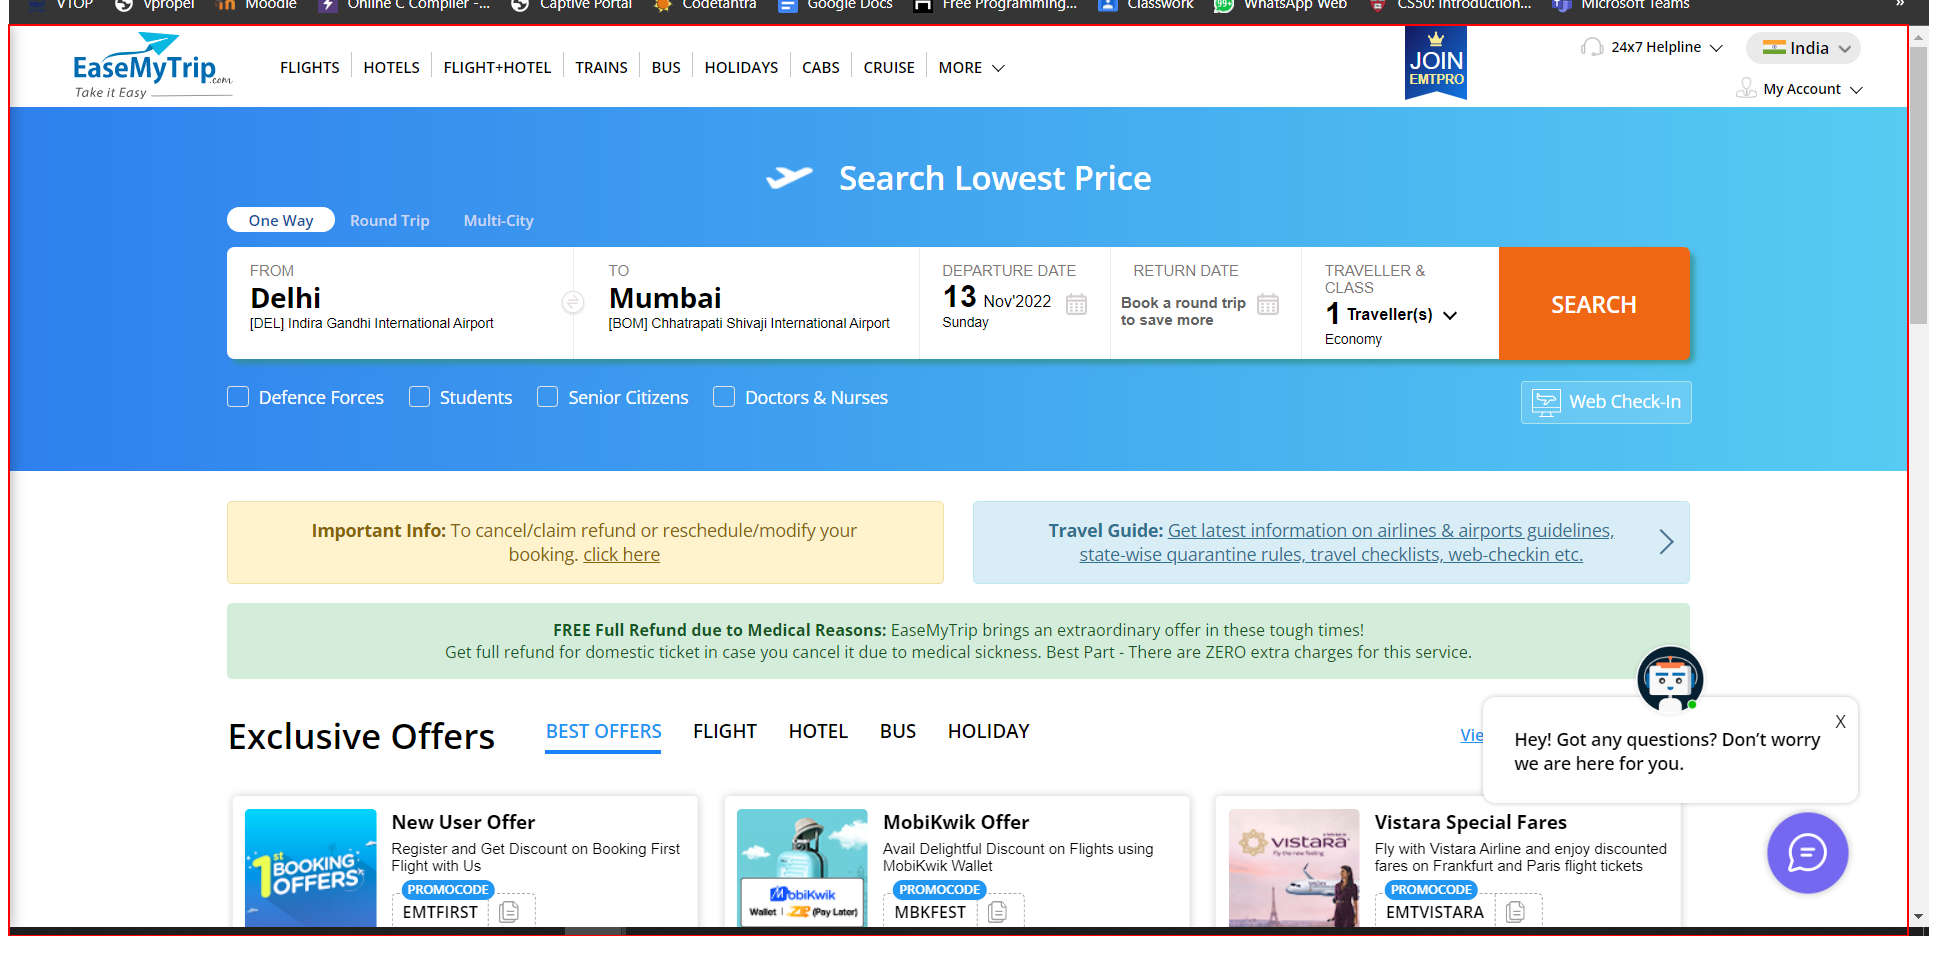 VTOP Vpropel Moodle Online C Compiler -... Captive Portal Codetantra Google Docs Free Programming... Classwork 99+ WhatsApp Web CS50: Introduction... Microsoft Teams »
EaseMyTrip.com
Take it Easy
FLIGHTS HOTELS FLIGHT+HOTEL TRAINS BUS HOLIDAYS CABS CRUISE MORE
JOIN
EMTPRO
24x7 Helpline India
My Account
Search Lowest Price
One Way Round Trip Multi-City
FROM
Delhi
[DEL] Indira Gandhi International Airport
TO
Mumbai
[BOM] Chhatrapati Shivaji International Airport
DEPARTURE DATE
13 Nov'2022
Sunday
RETURN DATE
Book a round trip
to save more
TRAVELLER &
CLASS
1 Traveller(s)
Economy
SEARCH
Defence Forces Students Senior Citizens Doctors & Nurses
Web Check-In
Important Info: To cancel/claim refund or reschedule/modify your
booking. click here
Travel Guide: Get latest information on airlines & airports guidelines,
state-wise quarantine rules, travel checklists, web-checkin etc.
FREE Full Refund due to Medical Reasons: EaseMyTrip brings an extraordinary offer in these tough times!
Get full refund for domestic ticket in case you cancel it due to medical sickness. Best Part - There are ZERO extra charges for this service.
Exclusive Offers BEST OFFERS FLIGHT HOTEL BUS HOLIDAY Vie
X
Hey! Got any questions? Don't worry
we are here for you.
1st BOOKING
OFFERS
New User Offer
Register and Get Discount on Booking First
Flight with Us
PROMOCODE
EMTFIRST
MobiKwik
Wallet | ZIP (Pay Later)
MobiKwik Offer
Avail Delightful Discount on Flights using
MobiKwik Wallet
PROMOCODE
MBKFEST
vistara
Fly the new feeling
Vistara Special Fares
Fly with Vistara Airline and enjoy discounted
fares on Frankfurt and Paris flight tickets
PROMOCODE
EMTVISTARA